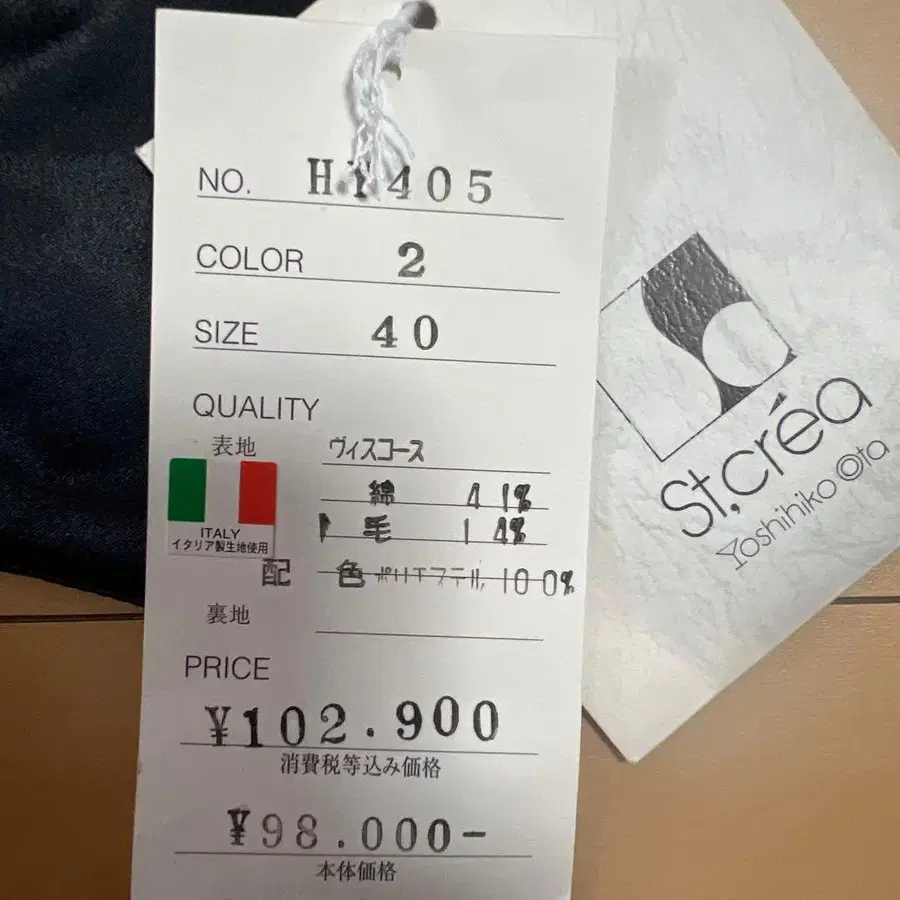 NO. HY405
COLOR 2
SIZE 40
QUALITY
表地 ヴィスコース
綿 41%
毛 14%
ITALY
イタリア製生地使用
配 色 ポリエステル 100%
裏地
PRICE
¥102.900
消費税等込み価格
¥98.000-
本体価格
St,créa
Yoshihiko Ota